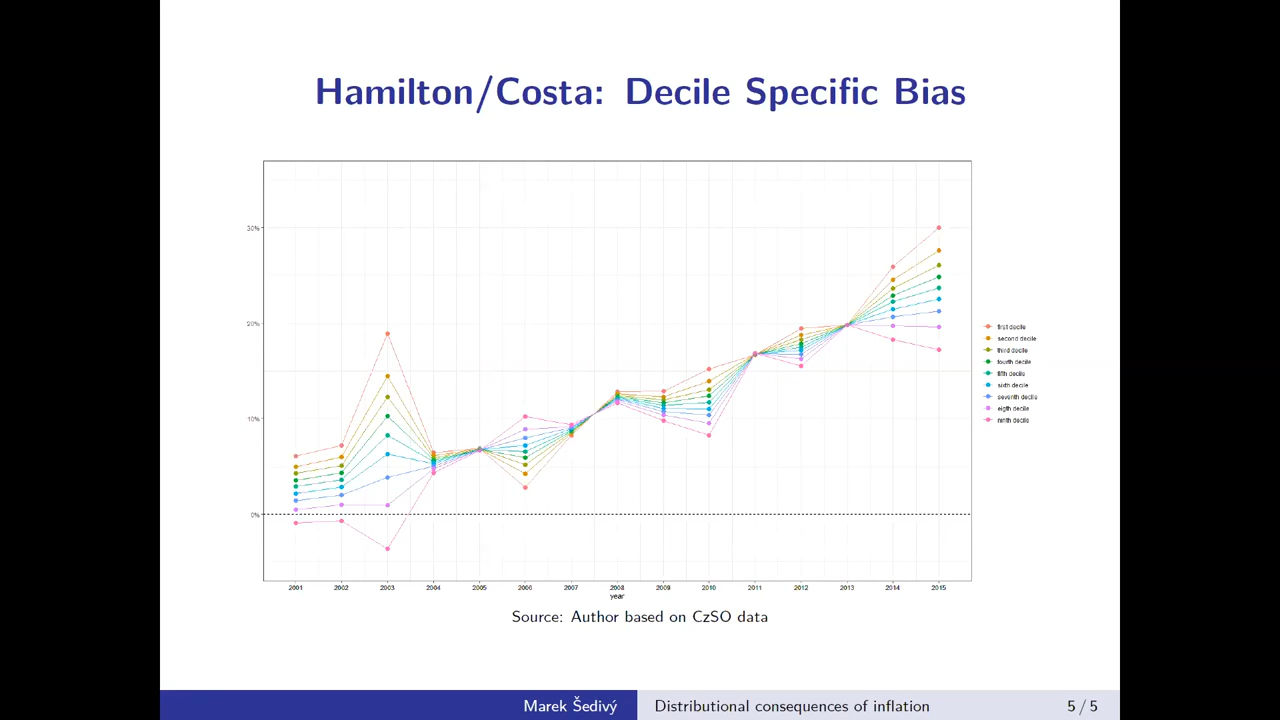 Hamilton/Costa: Decile Specific Bias
30%
20%
10%
0%
first decile
second decile
third decile
fourth decile
fifth decile
sixth decile
seventh decile
eigth decile
ninth decile
2001 2002 2003 2004 2005 2006 2007 2008 2009 2010 2011 2012 2013 2014 2015
year
Source: Author based on CzSO data
Marek Šedivý Distributional consequences of inflation 5 / 5